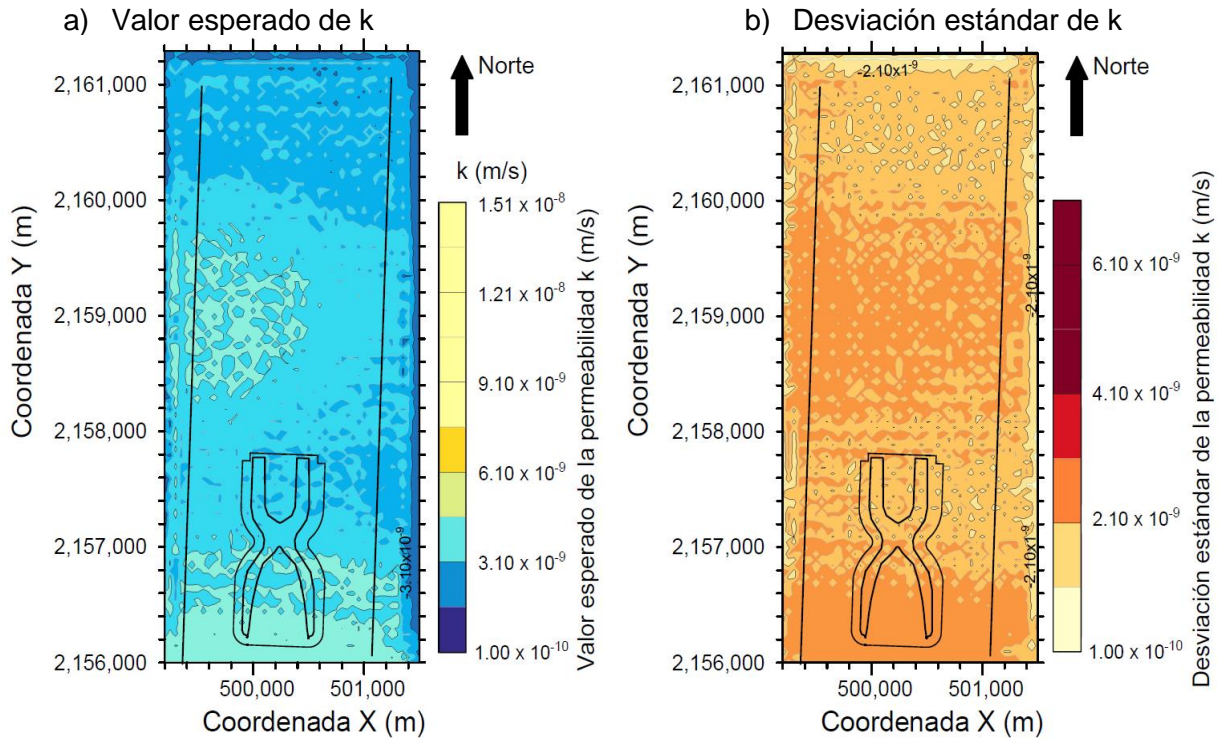 a) Valor esperado de k
Norte
2,161,000
2,160,000
2,159,000
2,158,000
2,157,000
2,156,000
Coordenada Y (m)
500,000
501,000
Coordenada X (m)
-3.10x10⁻⁹
k (m/s)
1.51 x 10⁻⁸
1.21 x 10⁻⁸
9.10 x 10⁻⁹
6.10 x 10⁻⁹
3.10 x 10⁻⁹
1.00 x 10⁻¹⁰
Valor esperado de la permeabilidad k (m/s)
b) Desviación estándar de k
Norte
-2.10x1⁻⁹
2,161,000
2,160,000
2,159,000
2,158,000
2,157,000
2,156,000
Coordenada Y (m)
-2.10x1⁻⁹
-2.10x1⁻⁹
500,000
501,000
Coordenada X (m)
6.10 x 10⁻⁹
4.10 x 10⁻⁹
2.10 x 10⁻⁹
1.00 x 10⁻¹⁰
Desviación estándar de la permeabilidad k (m/s)